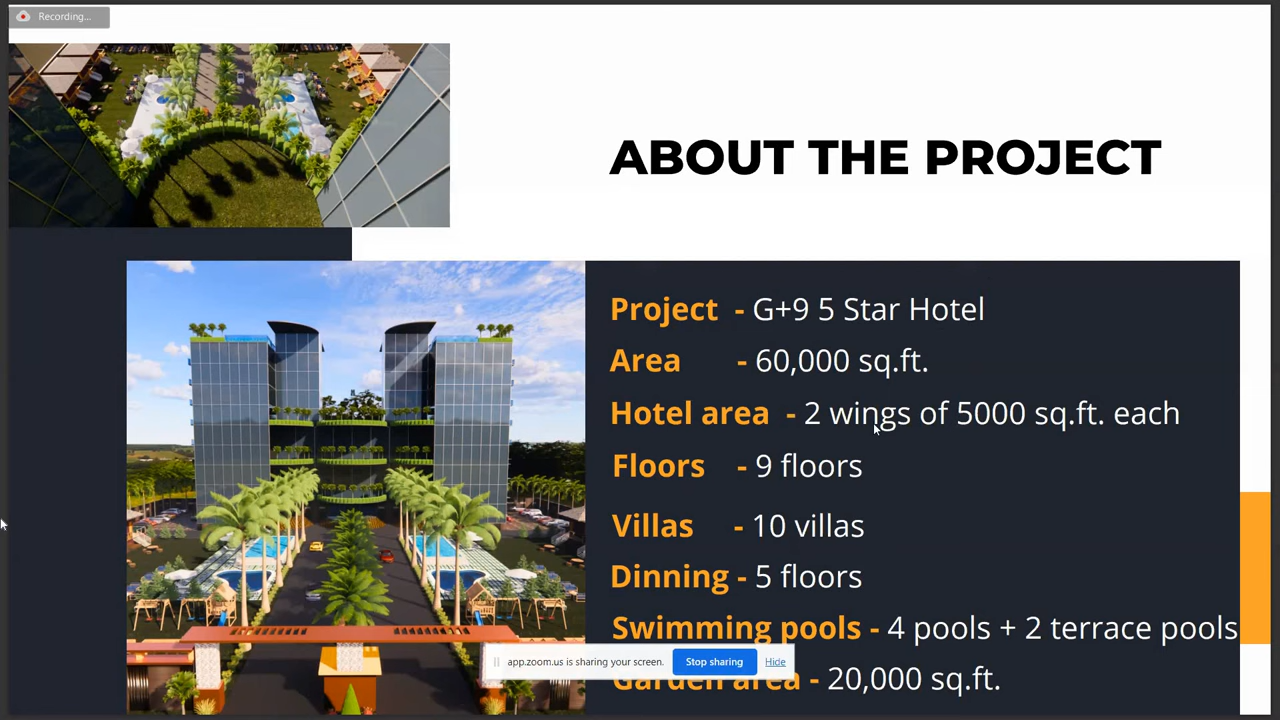 Recording...
ABOUT THE PROJECT
Project - G+9 5 Star Hotel
Area - 60,000 sq.ft.
Hotel area - 2 wings of 5000 sq.ft. each
Floors - 9 floors
Villas - 10 villas
Dinning - 5 floors
Swimming pools - 4 pools + 2 terrace pools
app.zoom.us is sharing your screen. Stop sharing Hide
Garden area - 20,000 sq.ft.